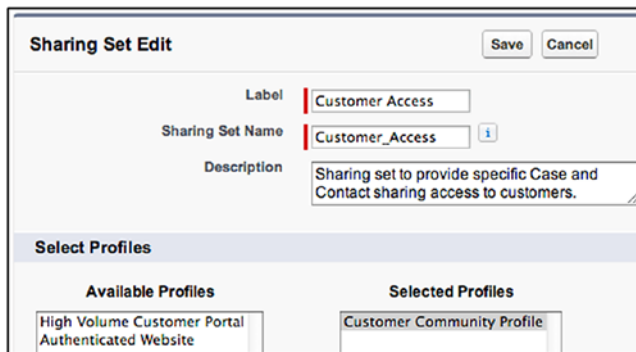 Sharing Set Edit
Save Cancel
Label Customer Access
Sharing Set Name Customer_Access i
Description Sharing set to provide specific Case and
Contact sharing access to customers.
Select Profiles
Available Profiles Selected Profiles
High Volume Customer Portal Customer Community Profile
Authenticated Website